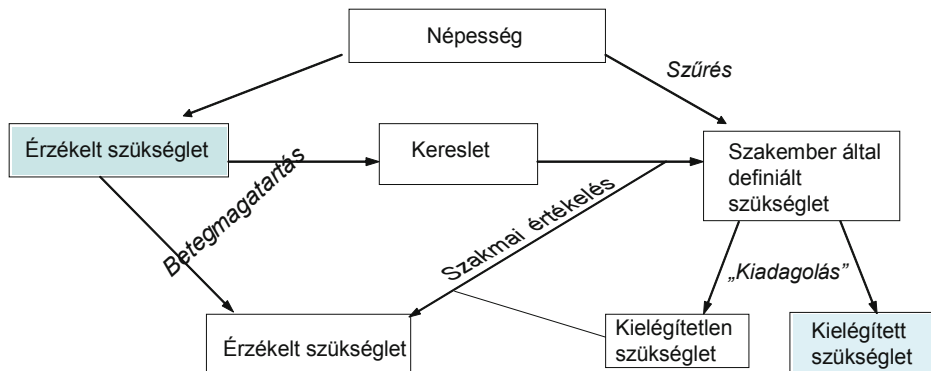 Népesség
Szűrés
Érzékelt szükséglet
Kereslet
Szakember által
definiált
szükséglet
Betegmagatartás
Szakmai értékelés
„Kiadagolás”
Érzékelt szükséglet
Kielégítetlen
szükséglet
Kielégített
szükséglet